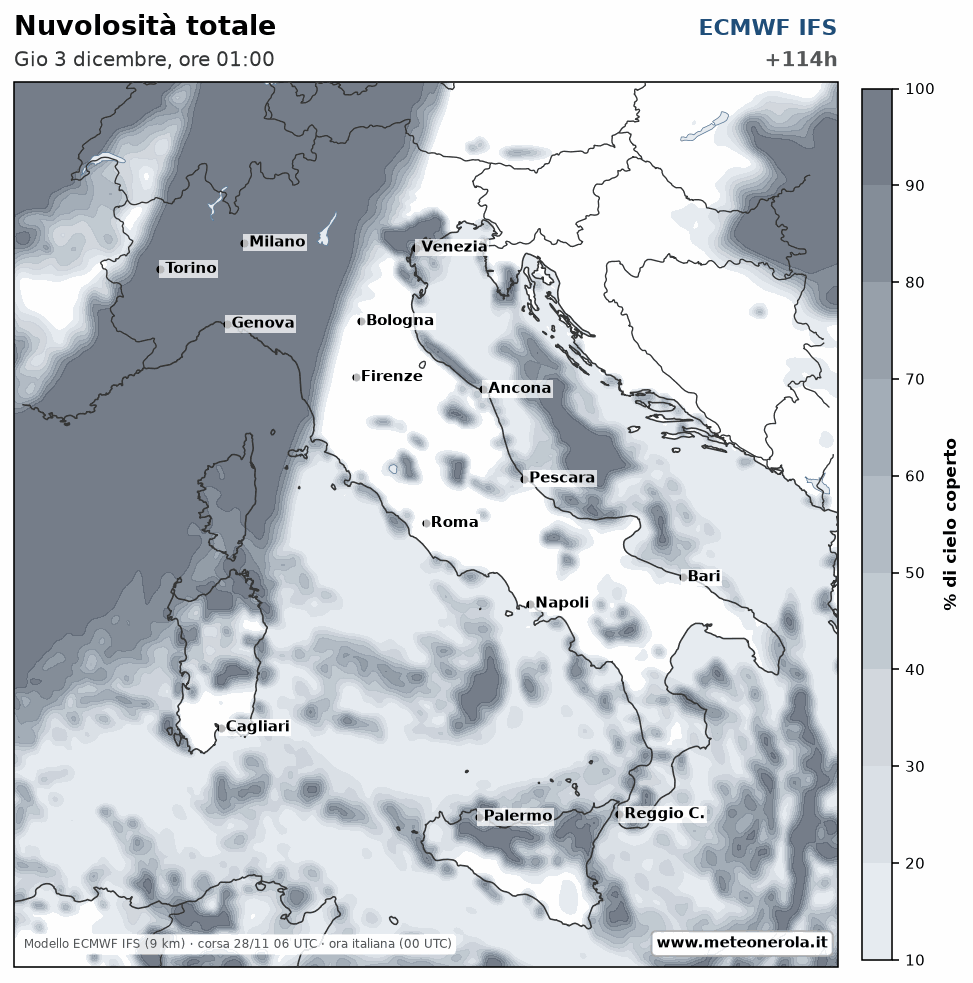 Nuvolosità totale
ECMWF IFS
Gio 3 dicembre, ore 01:00
+114h
100
90
80
70
60
50
40
30
20
10
% di cielo coperto
Milano
Venezia
Torino
Genova
Bologna
Firenze
Ancona
Pescara
Roma
Bari
Napoli
Cagliari
Palermo
Reggio C.
Modello ECMWF IFS (9 km) · corsa 28/11 06 UTC · ora italiana (00 UTC)
www.meteonerola.it